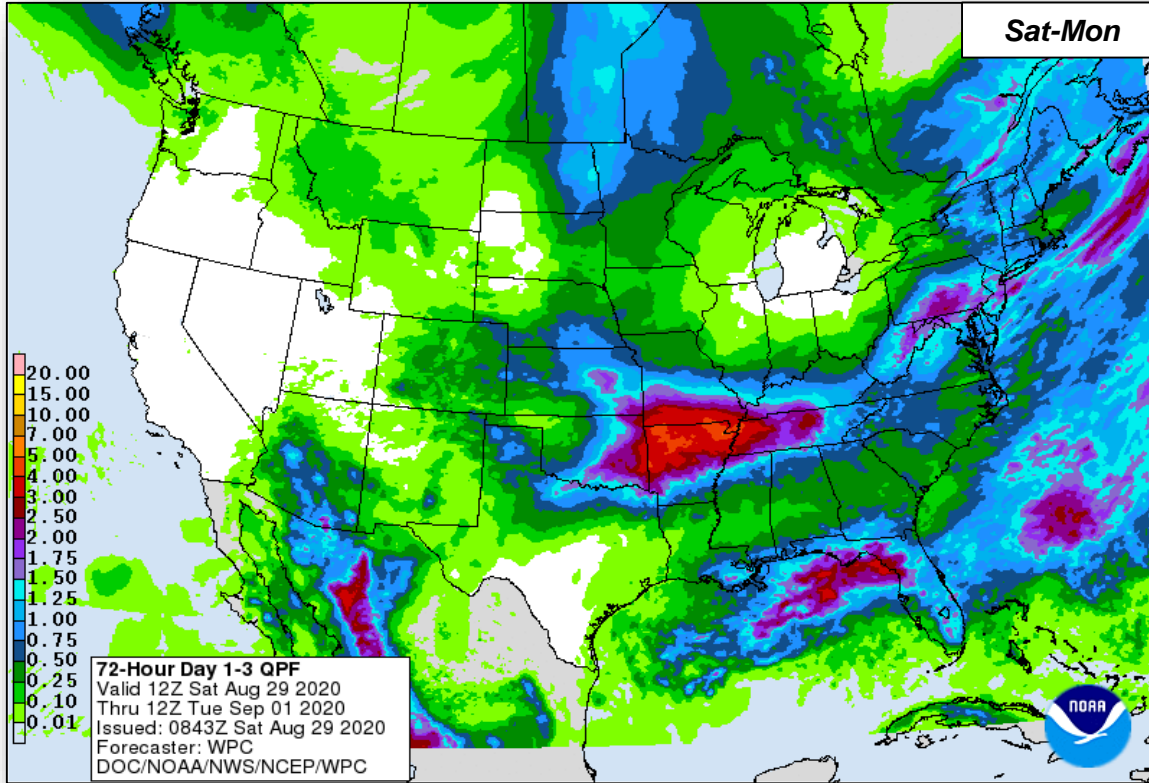 Sat-Mon
20.00
15.00
10.00
7.00
5.00
4.00
3.00
2.50
2.00
1.75
1.50
1.25
1.00
0.75
0.50
0.25
0.10
0.01
2
72-Hour Day 1-3 QPF
Valid 12Z Sat Aug 29 2020
Thru 12Z Tue Sep 01 2020
Issued: 0843Z Sat Aug 29 2020
Forecaster: WPC
DOC/NOAA/NWS/NCEP/WPC
NOAA